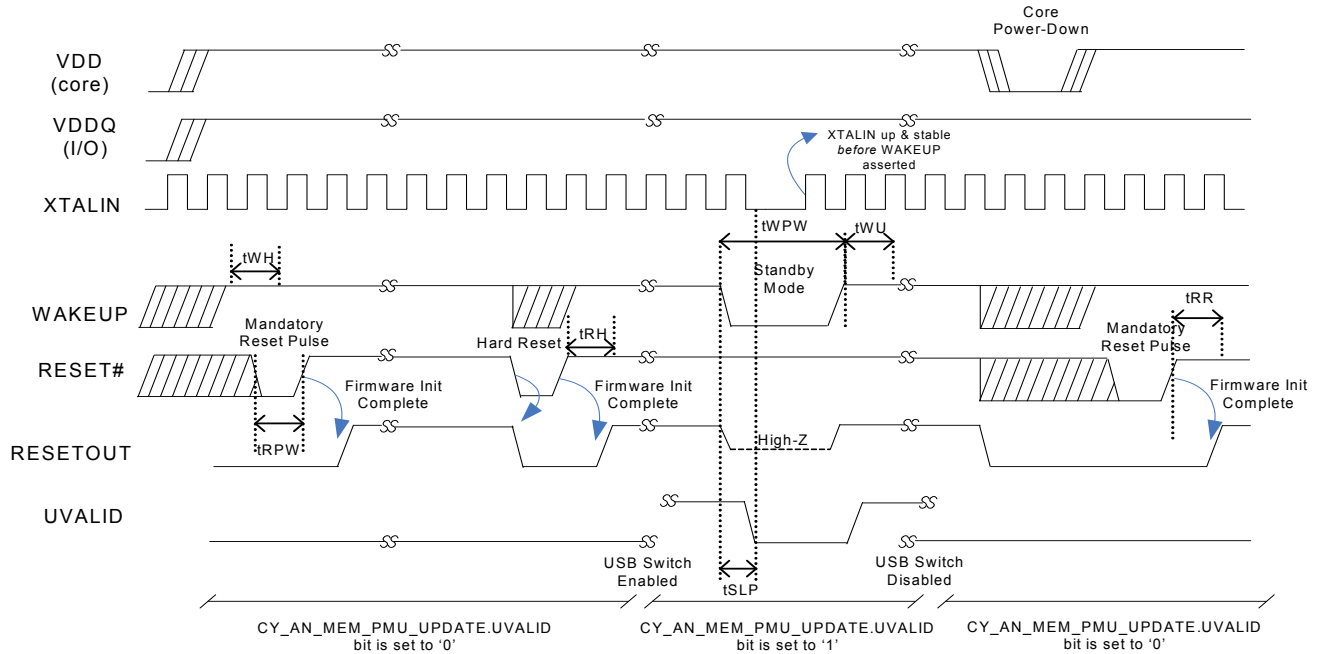 Core
Power-Down
VDD
(core)
VDDQ
(I/O)
XTALIN up & stable
before WAKEUP
asserted
XTALIN
tWPW
tWU
tWH
Standby
Mode
WAKEUP
tRR
Mandatory
Reset Pulse
Hard Reset
tRH
Mandatory
Reset Pulse
RESET#
Firmware Init
Complete
Firmware Init
Complete
Firmware Init
Complete
tRPW
High-Z
RESETOUT
UVALID
USB Switch
Enabled
tSLP
USB Switch
Disabled
CY_AN_MEM_PMU_UPDATE.UVALID
bit is set to ‘0’
CY_AN_MEM_PMU_UPDATE.UVALID
bit is set to ‘1’
CY_AN_MEM_PMU_UPDATE.UVALID
bit is set to ‘0’